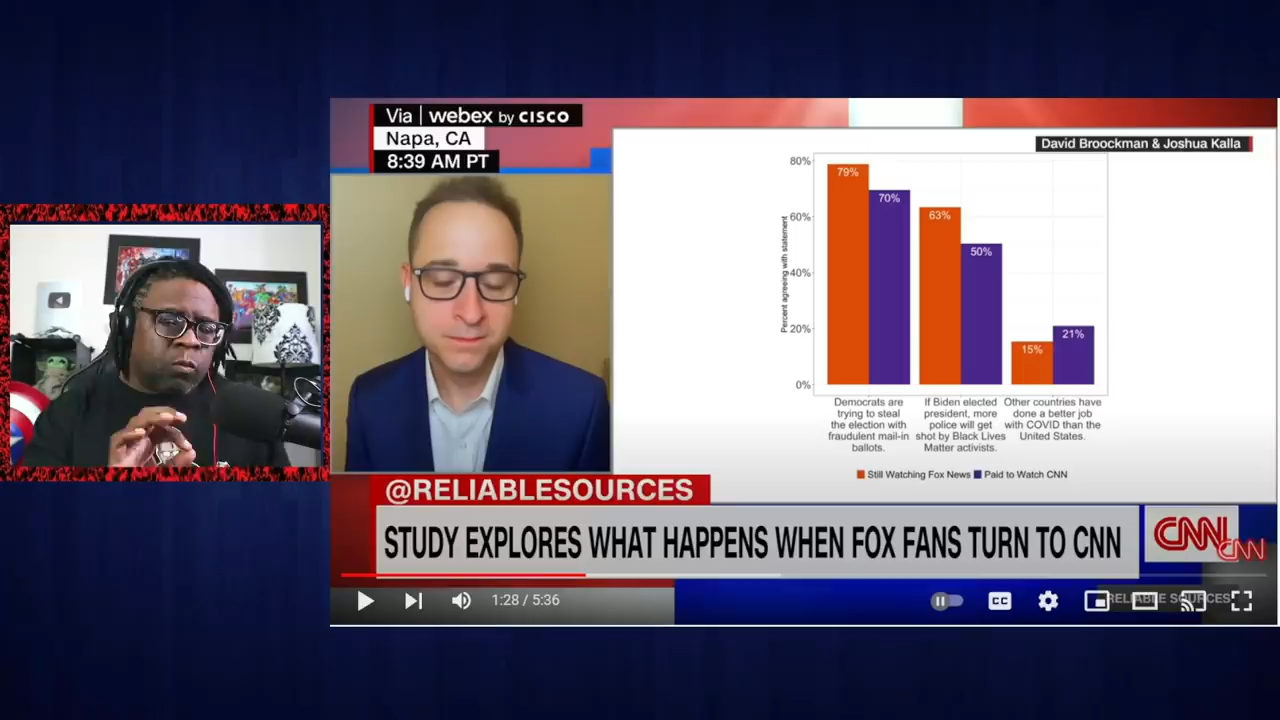 Via | webex by CISCO
Napa, CA
8:39 AM PT
David Broockman & Joshua Kalla
80%
60%
40%
20%
0%
Percent agreeing with statement
79%
70%
63%
50%
15%
21%
Democrats are
trying to steal
the election with
fraudulent mail-in
ballots.
If Biden elected
president, more
police will get
shot by Black Lives
Matter activists.
Other countries have
done a better job
with COVID than the
United States.
Still Watching Fox News
Paid to Watch CNN
@RELIABLESOURCES
STUDY EXPLORES WHAT HAPPENS WHEN FOX FANS TURN TO CNN
CNN
CNN
1:28 / 5:36
CC
RELIABLE SOURCES